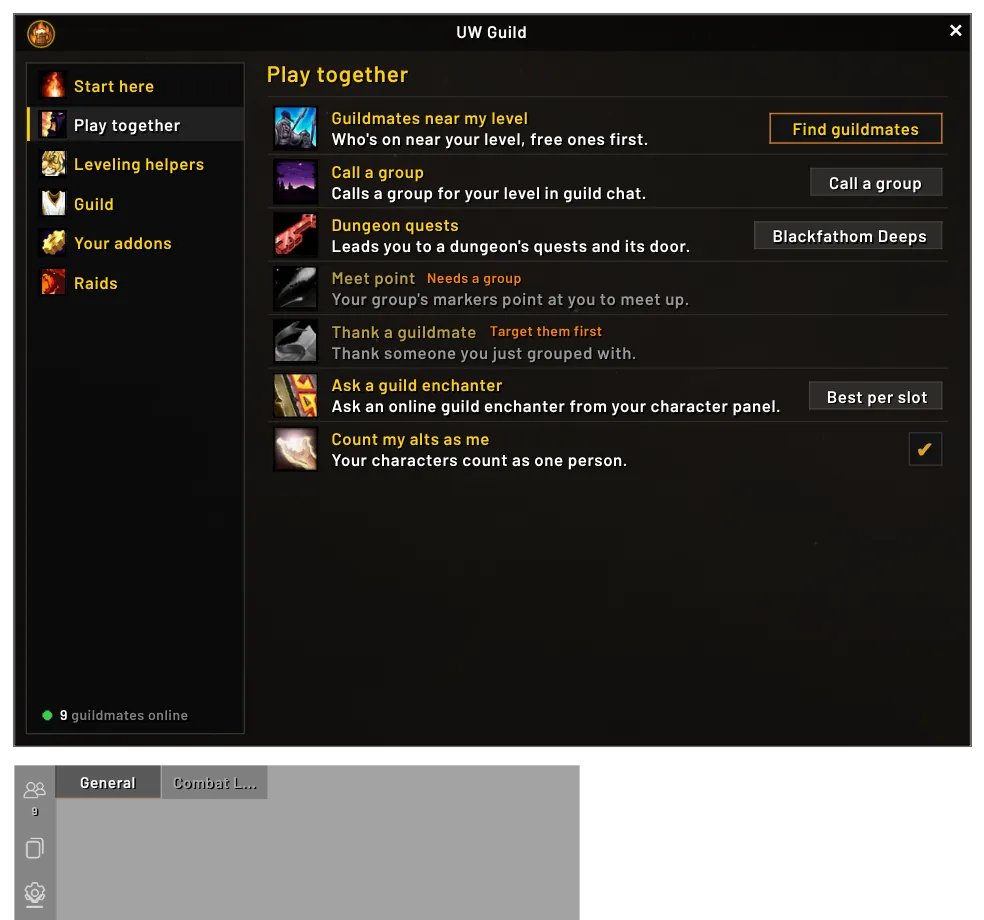 UW Guild
Start here
Play together
Leveling helpers
Guild
Your addons
Raids
9 guildmates online
Play together
Guildmates near my level
Who's on near your level, free ones first.
Find guildmates
Call a group
Calls a group for your level in guild chat.
Call a group
Dungeon quests
Leads you to a dungeon's quests and its door.
Blackfathom Deeps
Meet point Needs a group
Your group's markers point at you to meet up.
Thank a guildmate Target them first
Thank someone you just grouped with.
Ask a guild enchanter
Ask an online guild enchanter from your character panel.
Best per slot
Count my alts as me
Your characters count as one person.
General
Combat L...
9